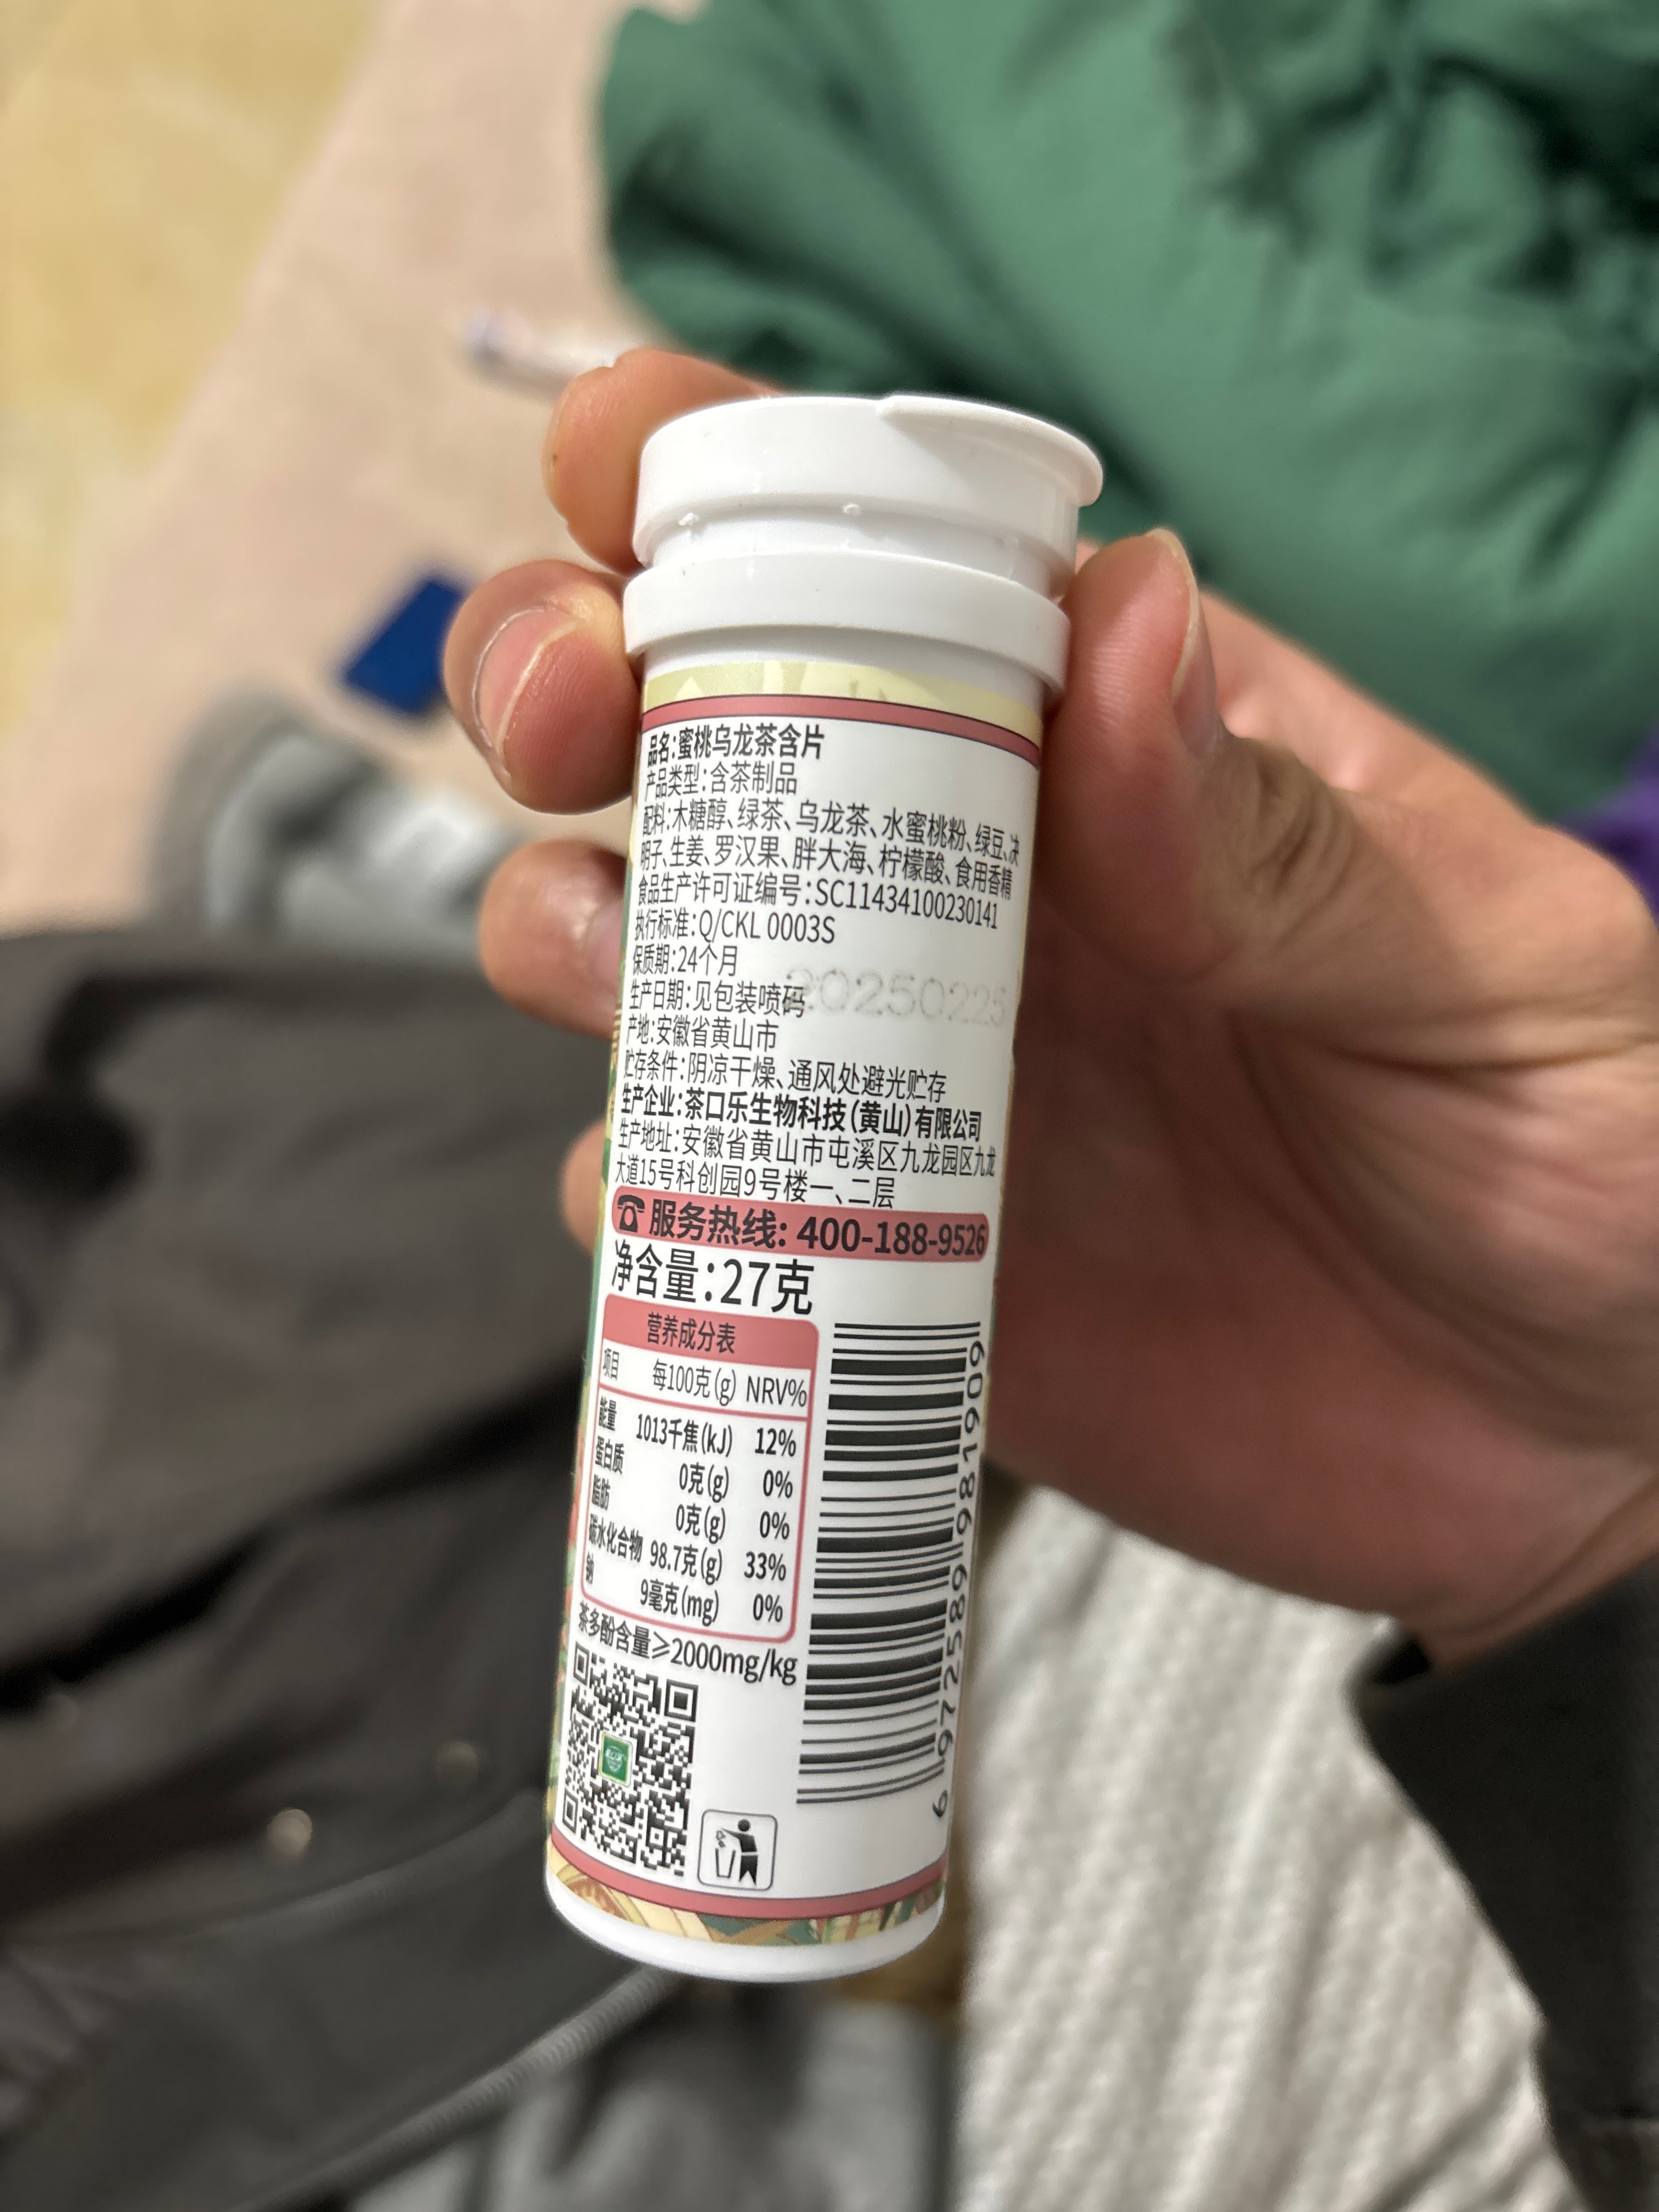 品名:蜜桃乌龙茶含片
产品类型:含茶制品
配料:木糖醇、绿茶、乌龙茶、水蜜桃粉、绿豆、决
明子、生姜、罗汉果、胖大海、柠檬酸、食用香精
食品生产许可证编号:SC11434100230141
执行标准:Q/CKL 0003S
保质期:24个月
生产日期:见包装喷码 20250225
产地:安徽省黄山市
贮存条件:阴凉干燥、通风处避光贮存
生产企业:茶口乐生物科技(黄山)有限公司
生产地址:安徽省黄山市屯溪区九龙园区九龙
大道15号科创园9号楼一、二层
服务热线: 400-188-9526
净含量:27克
营养成分表
项目 每100克(g) NRV%
能量 1013千焦(kJ) 12%
蛋白质 0克(g) 0%
脂肪 0克(g) 0%
碳水化合物 98.7克(g) 33%
钠 9毫克(mg) 0%
茶多酚含量≥2000mg/kg
6 972589 981909